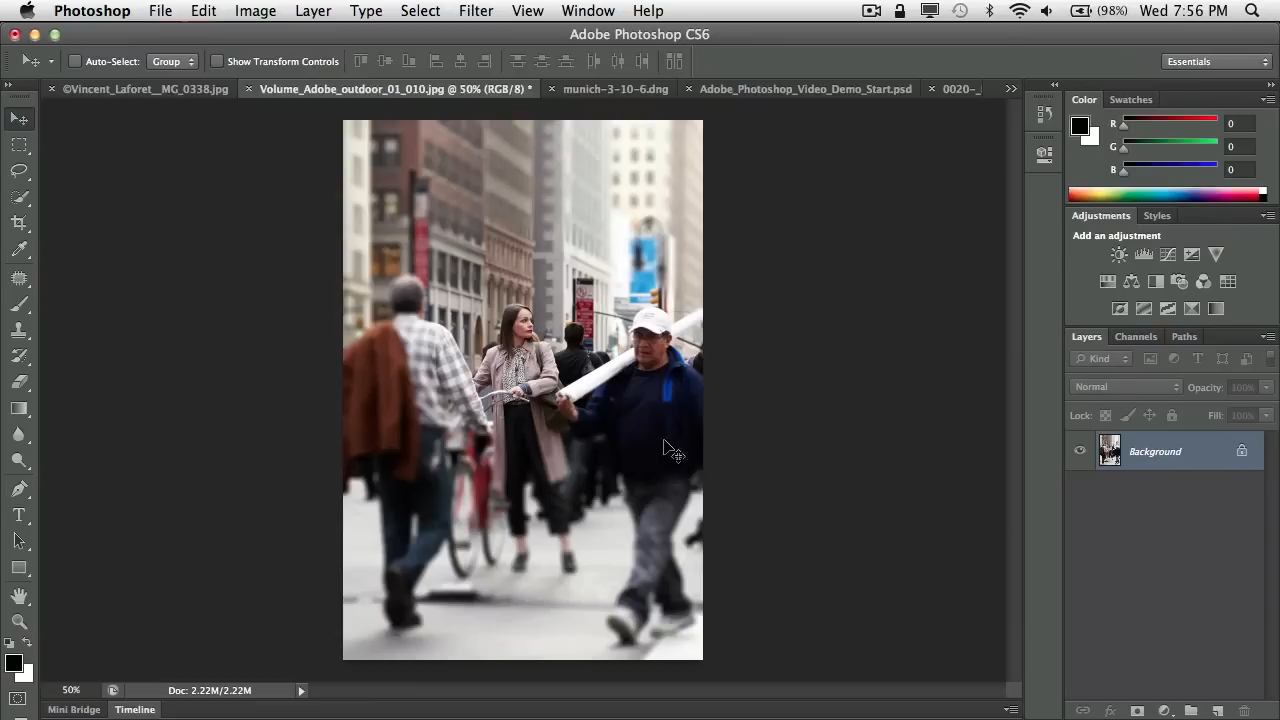 Photoshop File Edit Image Layer Type Select Filter View Window Help (98%) Wed 7:56 PM
Adobe Photoshop CS6
Auto-Select: Group Show Transform Controls Essentials
©Vincent_Laforet__MG_0338.jpg Volume_Adobe_outdoor_01_010.jpg @ 50% (RGB/8) * munich-3-10-6.dng Adobe_Photoshop_Video_Demo_Start.psd 0020-_
Color Swatches
R 0
G 0
B 0
Adjustments Styles
Add an adjustment
Layers Channels Paths
Kind
Normal Opacity: 100%
Lock: Fill: 100%
Background
50% Doc: 2.22M/2.22M
Mini Bridge Timeline